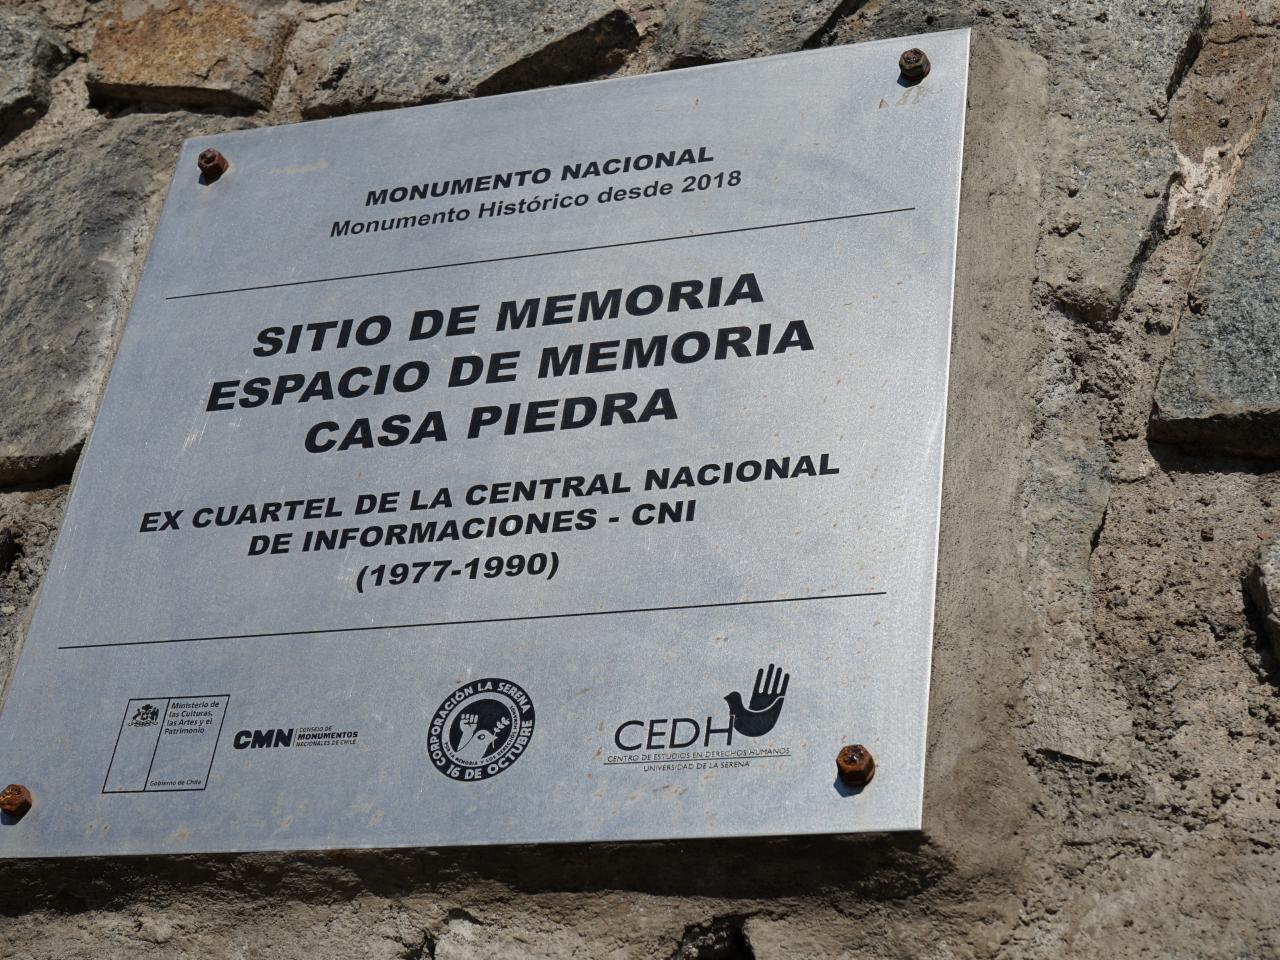 MONUMENTO NACIONAL
Monumento Histórico desde 2018
SITIO DE MEMORIA
ESPACIO DE MEMORIA
CASA PIEDRA
EX CUARTEL DE LA CENTRAL NACIONAL
DE INFORMACIONES - CNI
(1977-1990)
Ministerio de
las Culturas,
las Artes y el
Patrimonio
Gobierno de Chile
CMN
CONSEJO DE
MONUMENTOS
NACIONALES DE CHILE
CORPORACIÓN LA SERENA
16 DE OCTUBRE
CEDH
CENTRO DE ESTUDIOS EN DERECHOS HUMANOS
UNIVERSIDAD DE LA SERENA